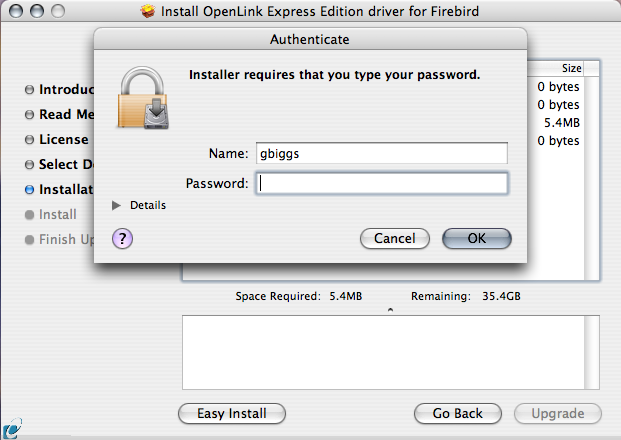 Install OpenLink Express Edition driver for Firebird
Authenticate
Installer requires that you type your password.
Name: gbiggs
Password:
Details
?
Cancel
OK
Size
0 bytes
0 bytes
5.4MB
0 bytes
Introduc
Read Me
License
Select De
Installat
Install
Finish Up
Space Required: 5.4MB Remaining: 35.4GB
Easy Install
Go Back
Upgrade